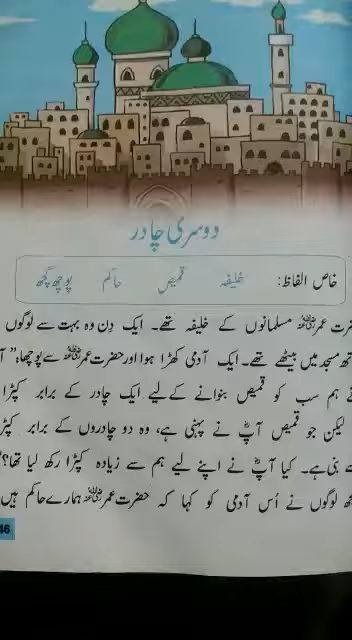 دوسری چادر
خاص الفاظ: خلیفہ قمیص حاکم پوچھ گچھ
عمرؓ مسلمانوں کے خلیفہ تھے۔ ایک دن وہ بہت سے لوگوں
مسجد میں بیٹھے تھے۔ ایک آدمی کھڑا ہوا اور حضرت عمرؓ سے پوچھا: "
ہم سب کو قمیص بنوانے کے لیے ایک چادر کے برابر کپڑا
لیکن جو قمیص آپؓ نے پہنی ہے، وہ دو چادروں کے برابر
بنی ہے۔ کیا آپؓ نے اپنے لیے ہم سے زیادہ کپڑا رکھ لیا تھا؟
لوگوں نے اُس آدمی کو کہا کہ حضرت عمرؓ ہمارے حاکم ہیں
46